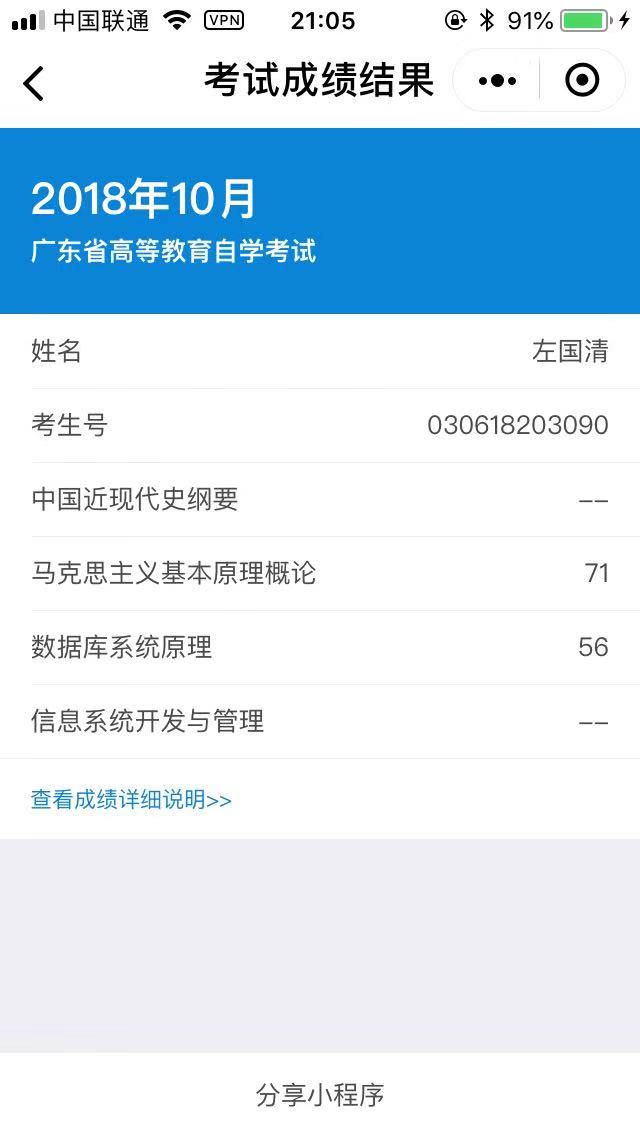 中国联通 VPN 21:05 91%
考试成绩结果
2018年10月
广东省高等教育自学考试
姓名 左国清
考生号 030618203090
中国近现代史纲要 --
马克思主义基本原理概论 71
数据库系统原理 56
信息系统开发与管理 --
查看成绩详细说明>>
分享小程序